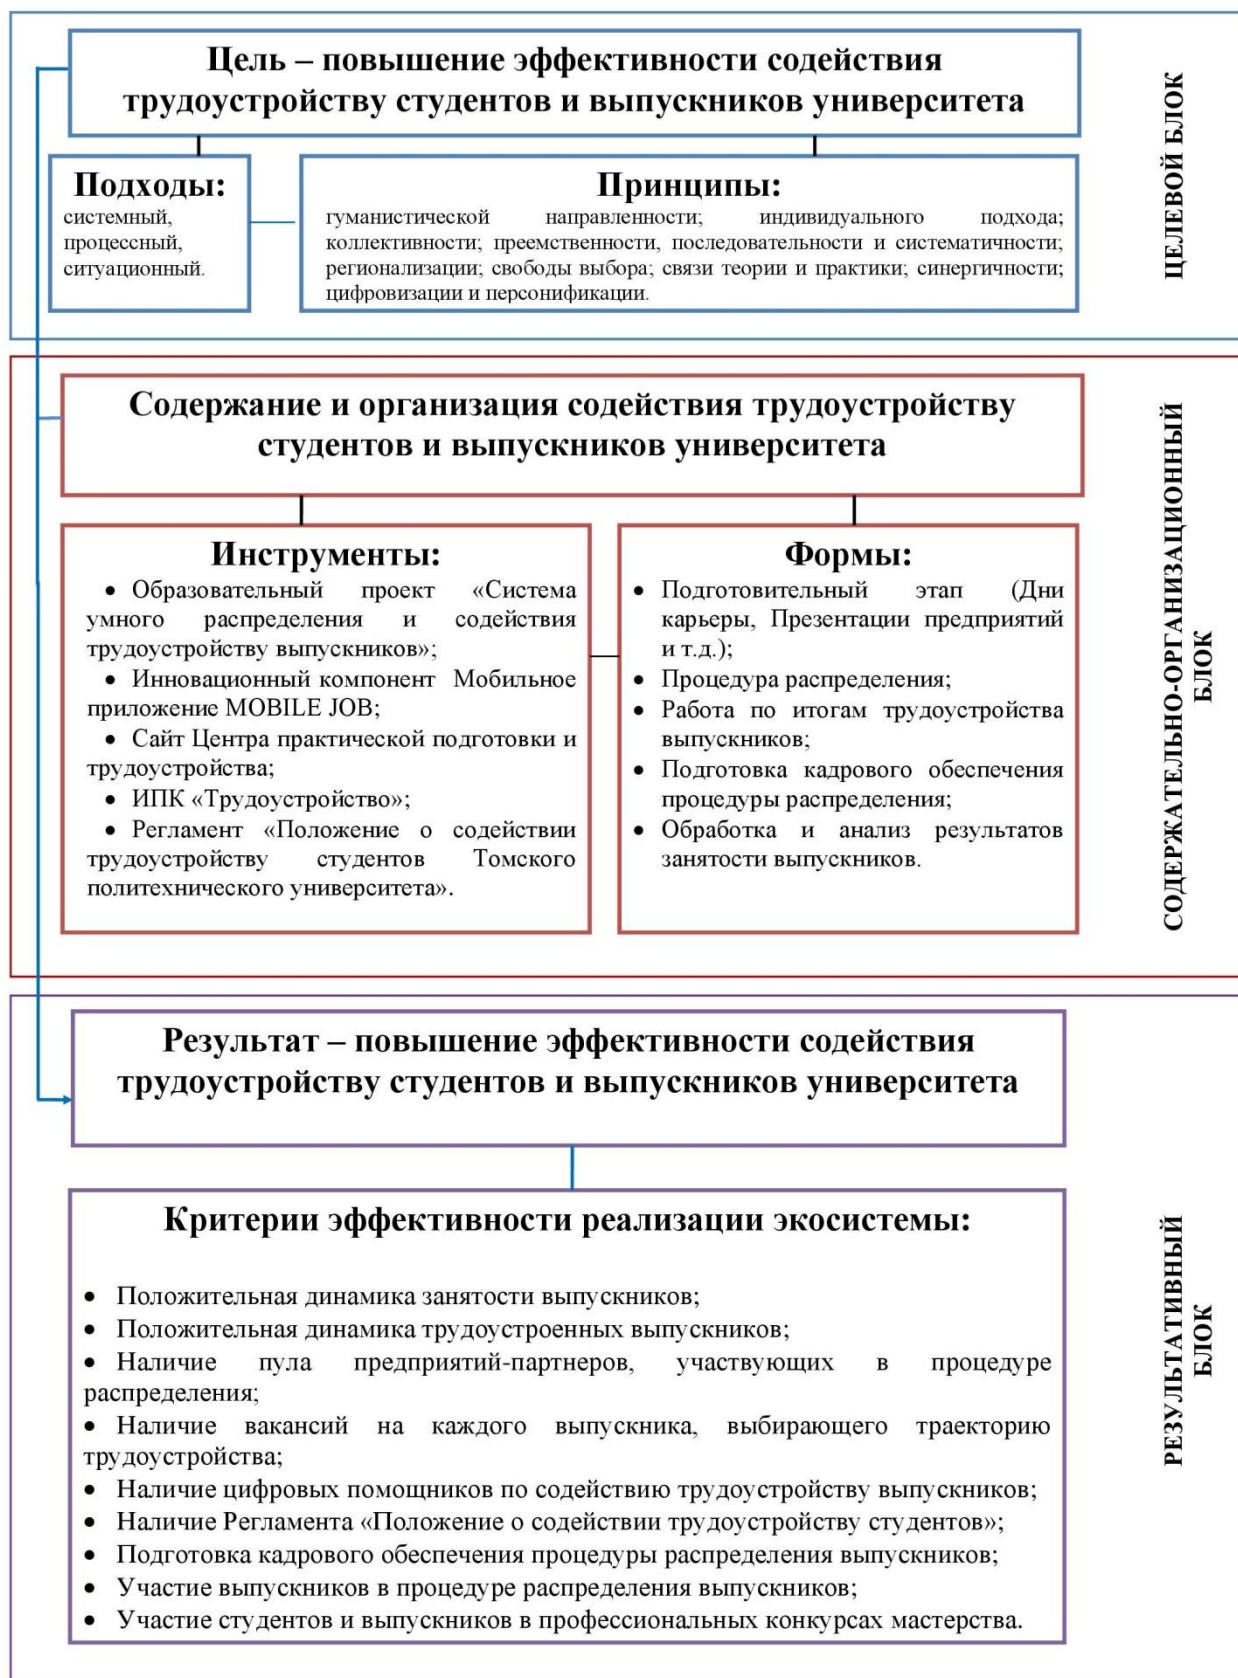 Цель – повышение эффективности содействия
трудоустройству студентов и выпускников университета
Подходы:
системный,
процессный,
ситуационный.
Принципы:
гуманистической направленности; индивидуального подхода;
коллективности; преемственности, последовательности и систематичности;
регионализации; свободы выбора; связи теории и практики; синергичности;
цифровизации и персонификации.
ЦЕЛЕВОЙ БЛОК
Содержание и организация содействия трудоустройству
студентов и выпускников университета
Инструменты:
• Образовательный проект «Система
умного распределения и содействия
трудоустройству выпускников»;
• Инновационный компонент Мобильное
приложение MOBILE JOB;
• Сайт Центра практической подготовки и
трудоустройства;
• ИПК «Трудоустройство»;
• Регламент «Положение о содействии
трудоустройству студентов Томского
политехнического университета».
Формы:
• Подготовительный этап (Дни
карьеры, Презентации предприятий
и т.д.);
• Процедура распределения;
• Работа по итогам трудоустройства
выпускников;
• Подготовка кадрового обеспечения
процедуры распределения;
• Обработка и анализ результатов
занятости выпускников.
СОДЕРЖАТЕЛЬНО-ОРГАНИЗАЦИОННЫЙ
БЛОК
Результат – повышение эффективности содействия
трудоустройству студентов и выпускников университета
Критерии эффективности реализации экосистемы:
• Положительная динамика занятости выпускников;
• Положительная динамика трудоустроенных выпускников;
• Наличие пула предприятий-партнеров, участвующих в процедуре
распределения;
• Наличие вакансий на каждого выпускника, выбирающего траекторию
трудоустройства;
• Наличие цифровых помощников по содействию трудоустройству выпускников;
• Наличие Регламента «Положение о содействии трудоустройству студентов»;
• Подготовка кадрового обеспечения процедуры распределения выпускников;
• Участие выпускников в процедуре распределения выпускников;
• Участие студентов и выпускников в профессиональных конкурсах мастерства.
РЕЗУЛЬТАТИВНЫЙ
БЛОК